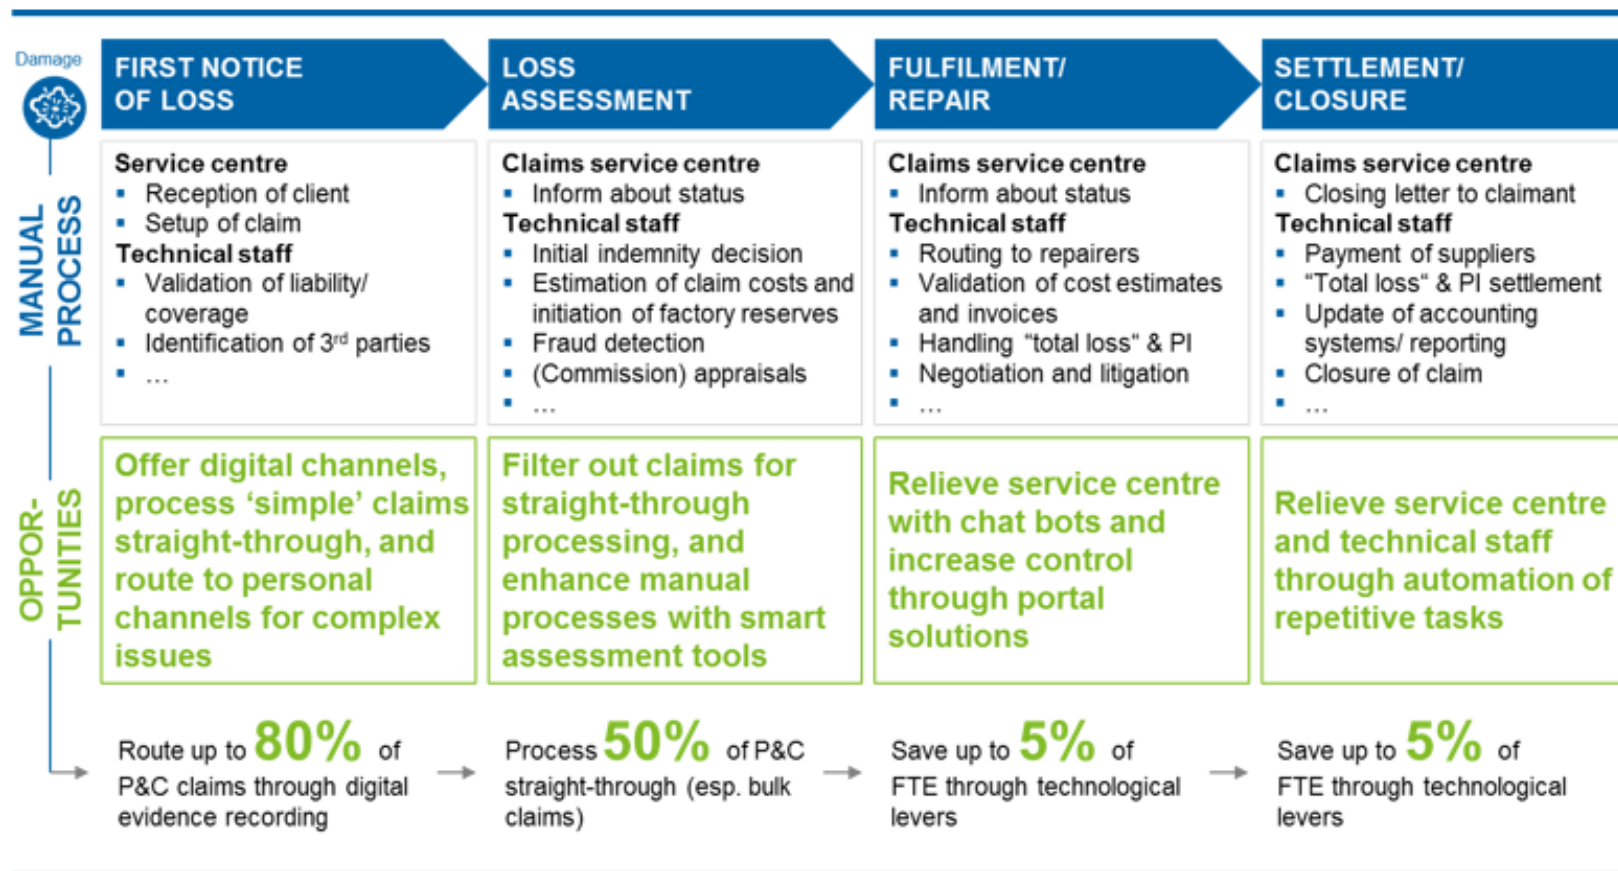 Damage
FIRST NOTICE
OF LOSS
LOSS
ASSESSMENT
FULFILMENT/
REPAIR
SETTLEMENT/
CLOSURE
MANUAL
PROCESS
Service centre
▪ Reception of client
▪ Setup of claim
Technical staff
▪ Validation of liability/
coverage
▪ Identification of 3rd parties
▪ …
Claims service centre
▪ Inform about status
Technical staff
▪ Initial indemnity decision
▪ Estimation of claim costs and
initiation of factory reserves
▪ Fraud detection
▪ (Commission) appraisals
▪ …
Claims service centre
▪ Inform about status
Technical staff
▪ Routing to repairers
▪ Validation of cost estimates
and invoices
▪ Handling “total loss“ & PI
▪ Negotiation and litigation
▪ …
Claims service centre
▪ Closing letter to claimant
Technical staff
▪ Payment of suppliers
▪ “Total loss“ & PI settlement
▪ Update of accounting
systems/ reporting
▪ Closure of claim
▪ …
OPPOR-
TUNITIES
Offer digital channels,
process ‘simple’ claims
straight-through, and
route to personal
channels for complex
issues
Filter out claims for
straight-through
processing, and
enhance manual
processes with smart
assessment tools
Relieve service centre
with chat bots and
increase control
through portal
solutions
Relieve service centre
and technical staff
through automation of
repetitive tasks
Route up to 80% of
P&C claims through digital
evidence recording
Process 50% of P&C
straight-through (esp. bulk
claims)
Save up to 5% of
FTE through technological
levers
Save up to 5% of
FTE through technological
levers